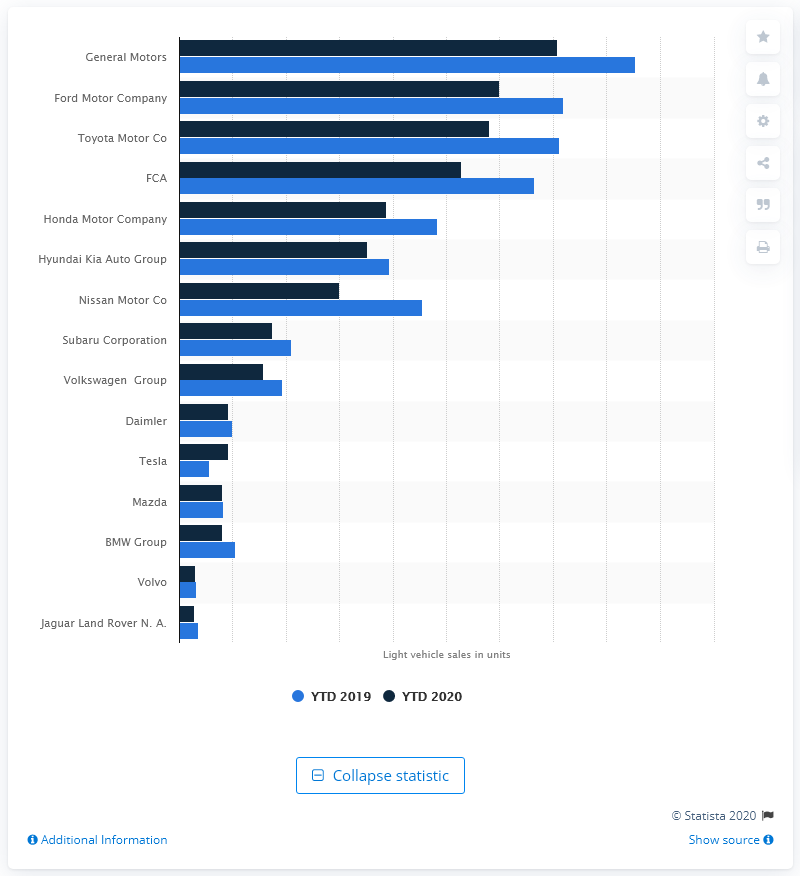 General Motors
Ford Motor Company
Toyota Motor Co
FCA
Honda Motor Company
Hyundai Kia Auto Group
Nissan Motor Co
Subaru Corporation
Volkswagen  Group
Daimler
Tesla
Mazda
BMW Group
Volvo
Jaguar Land Rover N. A.
Light vehicle sales in units
YTD 2019 YTD 2020
Collapse statistic
© Statista 2020
Additional Information Show source